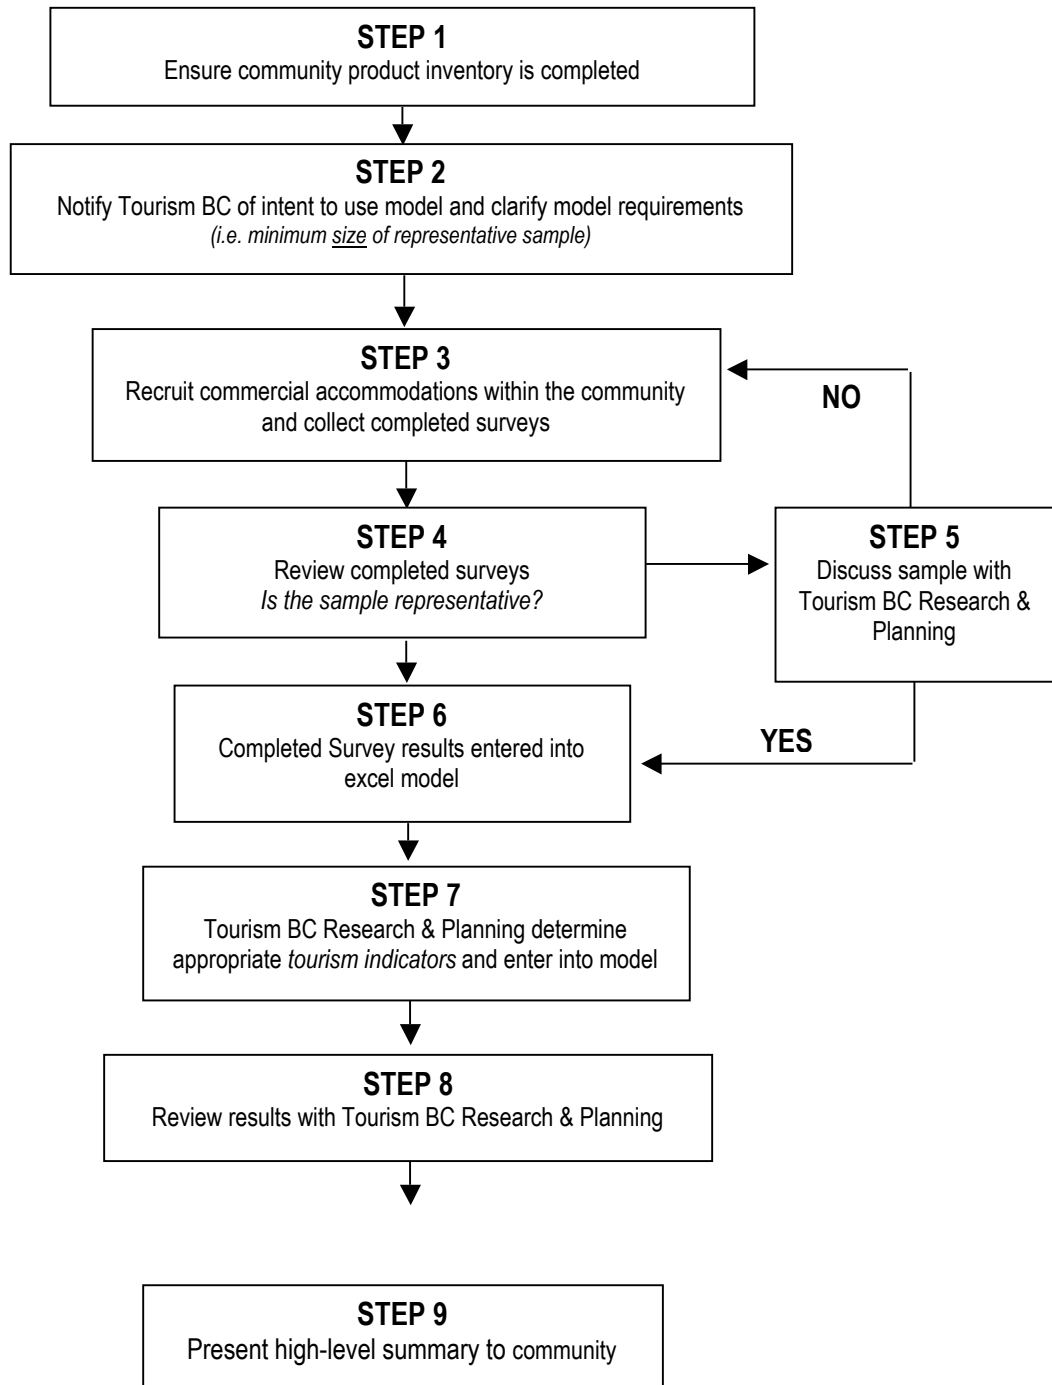 STEP 1
Ensure community product inventory is completed
STEP 2
Notify Tourism BC of intent to use model and clarify model requirements
(i.e. minimum size of representative sample)
STEP 3
Recruit commercial accommodations within the community
and collect completed surveys
NO
STEP 4
Review completed surveys
Is the sample representative?
STEP 5
Discuss sample with
Tourism BC Research &
Planning
STEP 6
Completed Survey results entered into
excel model
YES
STEP 7
Tourism BC Research & Planning determine
appropriate tourism indicators and enter into model
STEP 8
Review results with Tourism BC Research & Planning
STEP 9
Present high-level summary to community